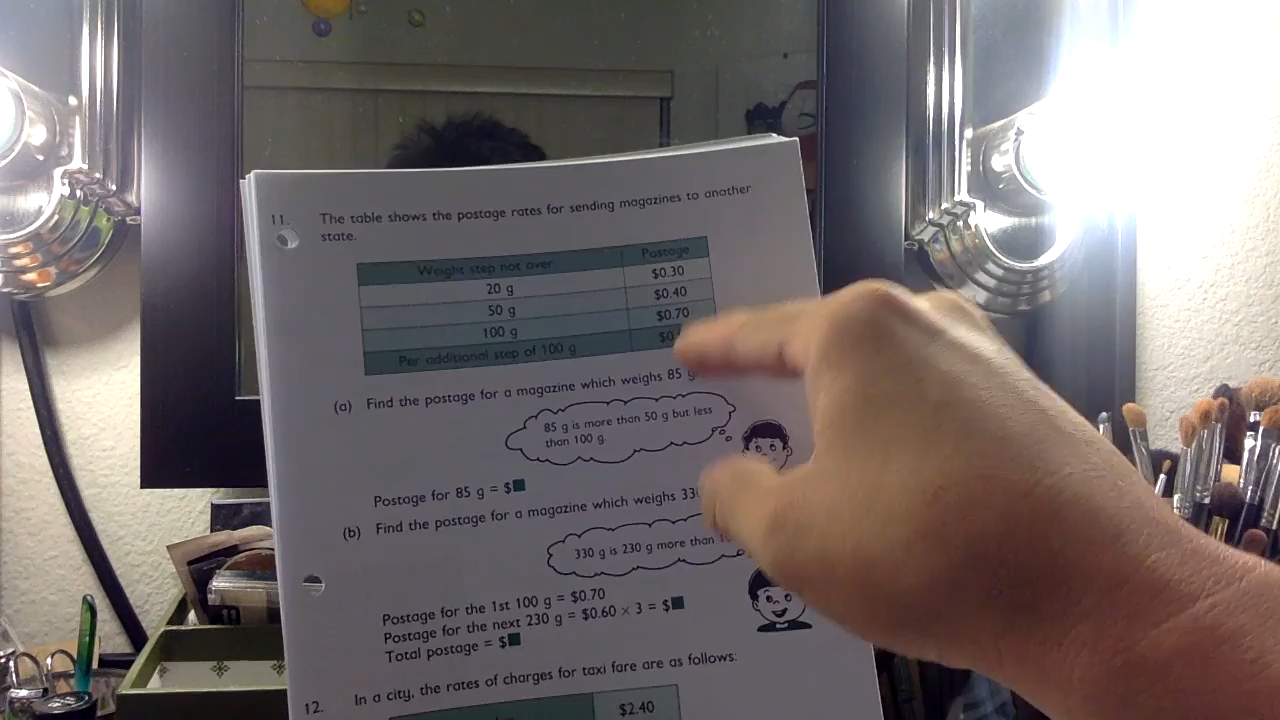 11. The table shows the postage rates for sending magazines to another
state.
Weight step not over Postage
20 g $0.30
50 g $0.40
100 g $0.70
Per additional step of 100 g
(a) Find the postage for a magazine which weighs 85 g
85 g is more than 50 g but less
than 100 g.
Postage for 85 g = $
(b) Find the postage for a magazine which weighs
330 g is 230 g more than
Postage for the 1st 100 g = $0.70
Postage for the next 230 g = $0.60 × 3 = $
Total postage = $
12. In a city, the rates of charges for taxi fare are as follows:
$2.40